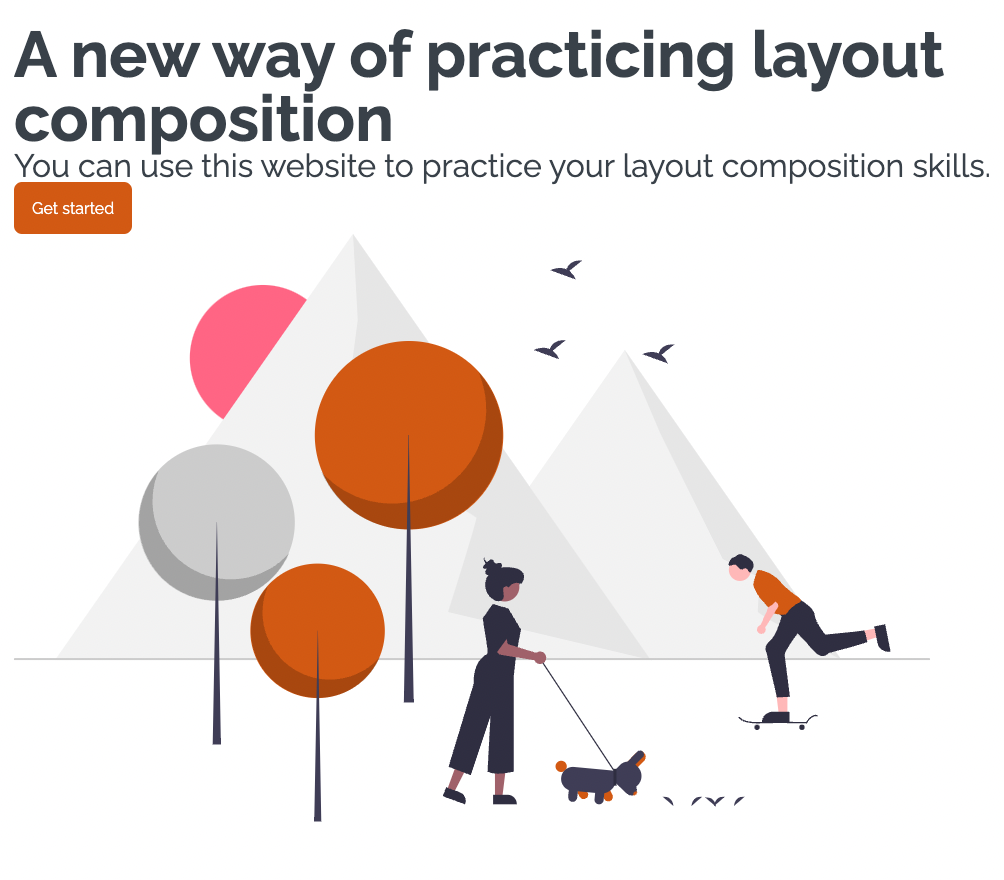 A new way of practicing layout
composition
You can use this website to practice your layout composition skills.
Get started